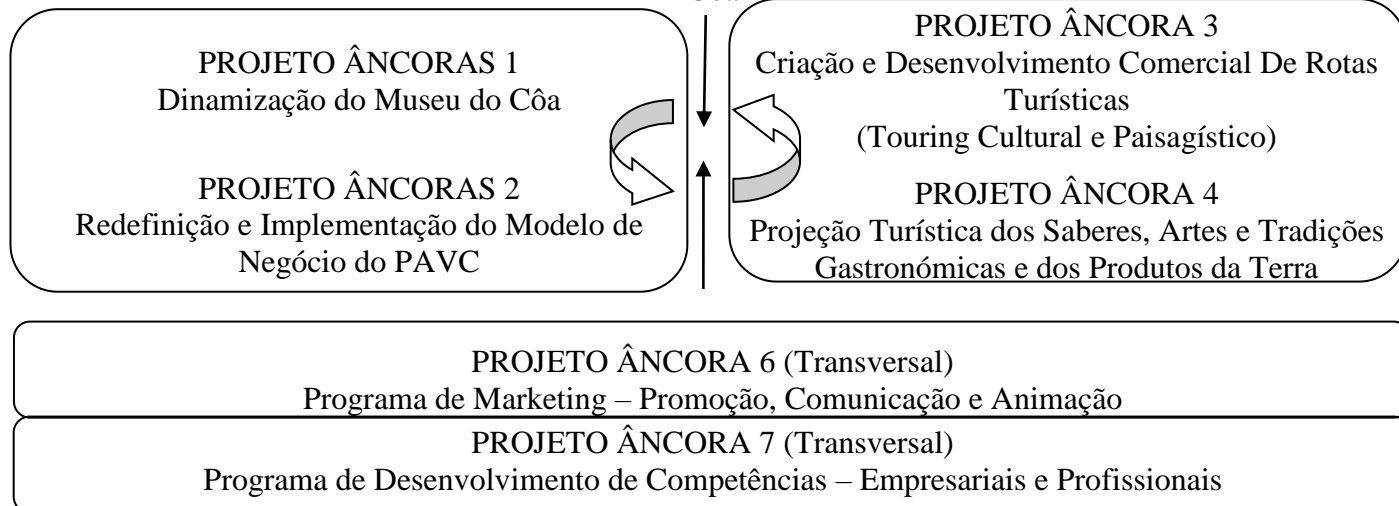 PROJETO ÂNCORAS 1
Dinamização do Museu do Côa
PROJETO ÂNCORAS 2
Redefinição e Implementação do Modelo de
Negócio do PAVC
PROJETO ÂNCORA 3
Criação e Desenvolvimento Comercial De Rotas
Turísticas
(Touring Cultural e Paisagístico)
PROJETO ÂNCORA 4
Projeção Turística dos Saberes, Artes e Tradições
Gastronómicas e dos Produtos da Terra
PROJETO ÂNCORA 6 (Transversal)
Programa de Marketing – Promoção, Comunicação e Animação
PROJETO ÂNCORA 7 (Transversal)
Programa de Desenvolvimento de Competências – Empresariais e Profissionais